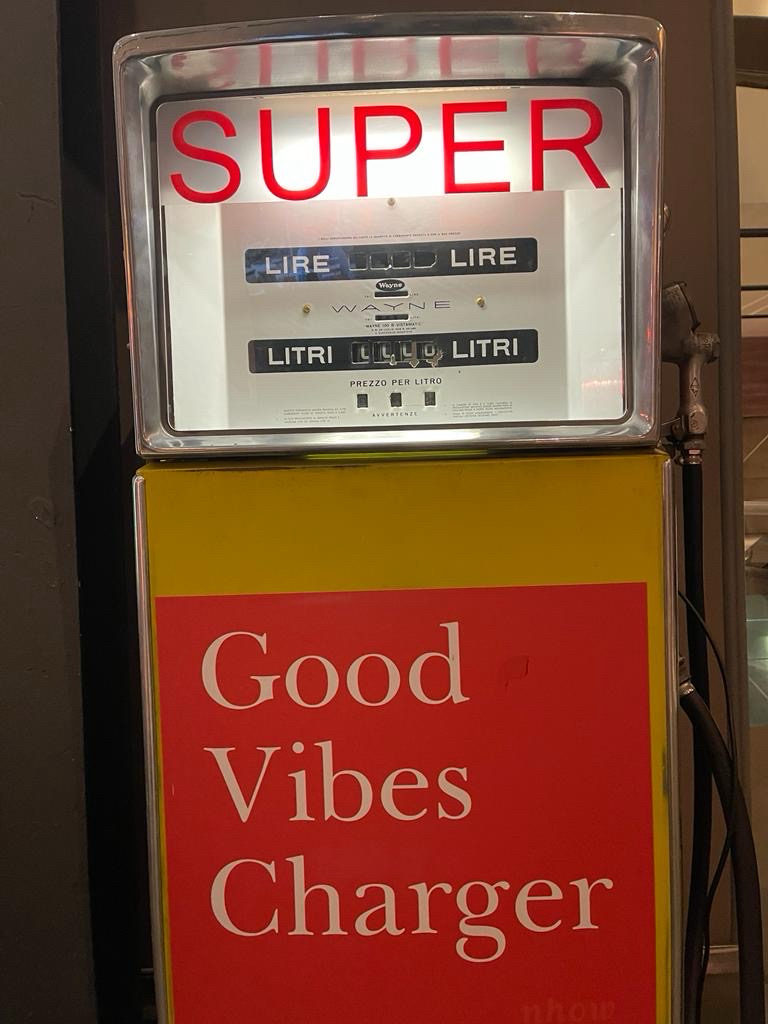 SUPER
LIRE LIRE
Wayne
WAYNE
LITRI LITRI
PREZZO PER LITRO
AVVERTENZE
Good
Vibes
Charger
nhow